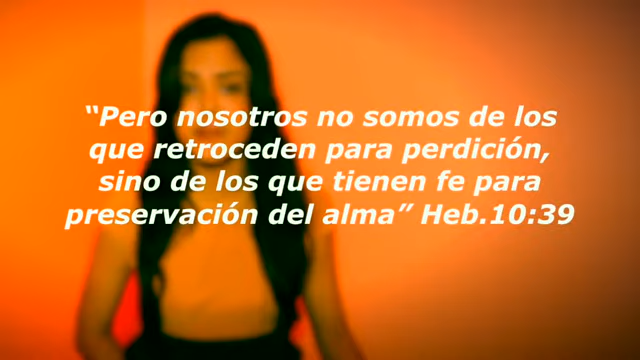 “Pero nosotros no somos de los
que retroceden para perdición,
sino de los que tienen fe para
preservación del alma” Heb.10:39